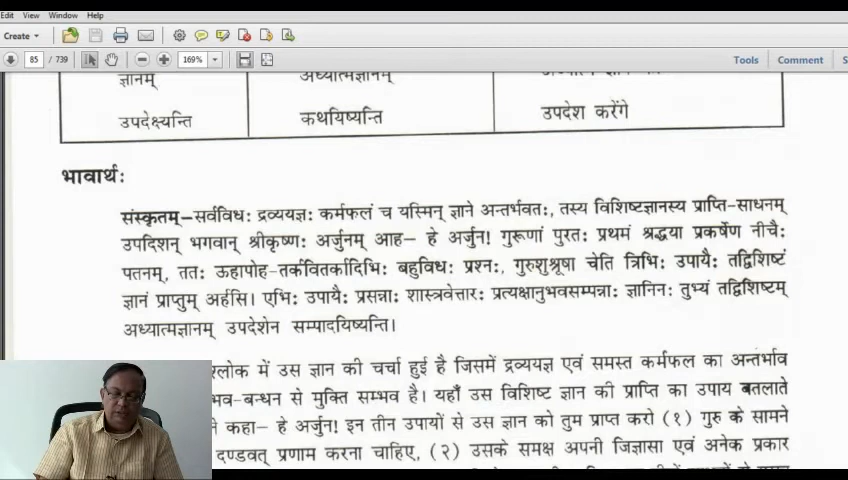 Edit View Window Help
Create
85 / 739
169%
Tools Comment
ज्ञानम् अध्यात्मज्ञानम्
उपदेक्ष्यन्ति कथयिष्यन्ति उपदेश करेंगे
भावार्थः
संस्कृतम्–सर्वविधः द्रव्ययज्ञः कर्मफलं च यस्मिन् ज्ञाने अन्तर्भवतः, तस्य विशिष्टज्ञानस्य प्राप्ति-साधनम्
उपदिशन् भगवान् श्रीकृष्णः अर्जुनम् आह– हे अर्जुन! गुरूणां पुरतः प्रथमं श्रद्धया प्रकर्षेण नीचैः
पतनम्, ततः ऊहापोह-तर्कवितर्कादिभिः बहुविधः प्रश्नः, गुरुशुश्रूषा चेति त्रिभिः उपायैः तद्विशिष्टं
ज्ञानं प्राप्तुम् अर्हसि। एभिः उपायैः प्रसन्नाः शास्त्रवेत्तारः प्रत्यक्षानुभवसम्पन्नाः ज्ञानिनः तुभ्यं तद्विशिष्टम्
अध्यात्मज्ञानम् उपदेशेन सम्पादयिष्यन्ति।
श्लोक में उस ज्ञान की चर्चा हुई है जिसमें द्रव्ययज्ञ एवं समस्त कर्मफल का अन्तर्भाव
भव-बन्धन से मुक्ति सम्भव है। यहाँ उस विशिष्ट ज्ञान की प्राप्ति का उपाय बतलाते
ने कहा– हे अर्जुन! इन तीन उपायों से उस ज्ञान को तुम प्राप्त करो (१) गुरु के सामने
दण्डवत् प्रणाम करना चाहिए, (२) उसके समक्ष अपनी जिज्ञासा एवं अनेक प्रकार